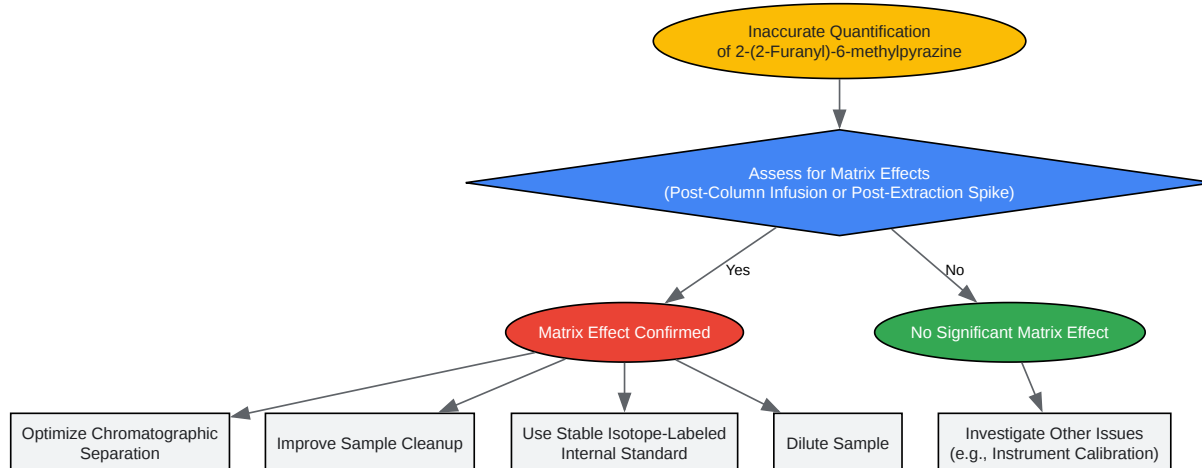 Inaccurate Quantification
of 2-(2-Furanyl)-6-methylpyrazine
Assess for Matrix Effects
(Post-Column Infusion or Post-Extraction Spike)
Yes
No
Matrix Effect Confirmed
No Significant Matrix Effect
Optimize Chromatographic
Separation
Improve Sample Cleanup
Use Stable Isotope-Labeled
Internal Standard
Dilute Sample
Investigate Other Issues
(e.g., Instrument Calibration)